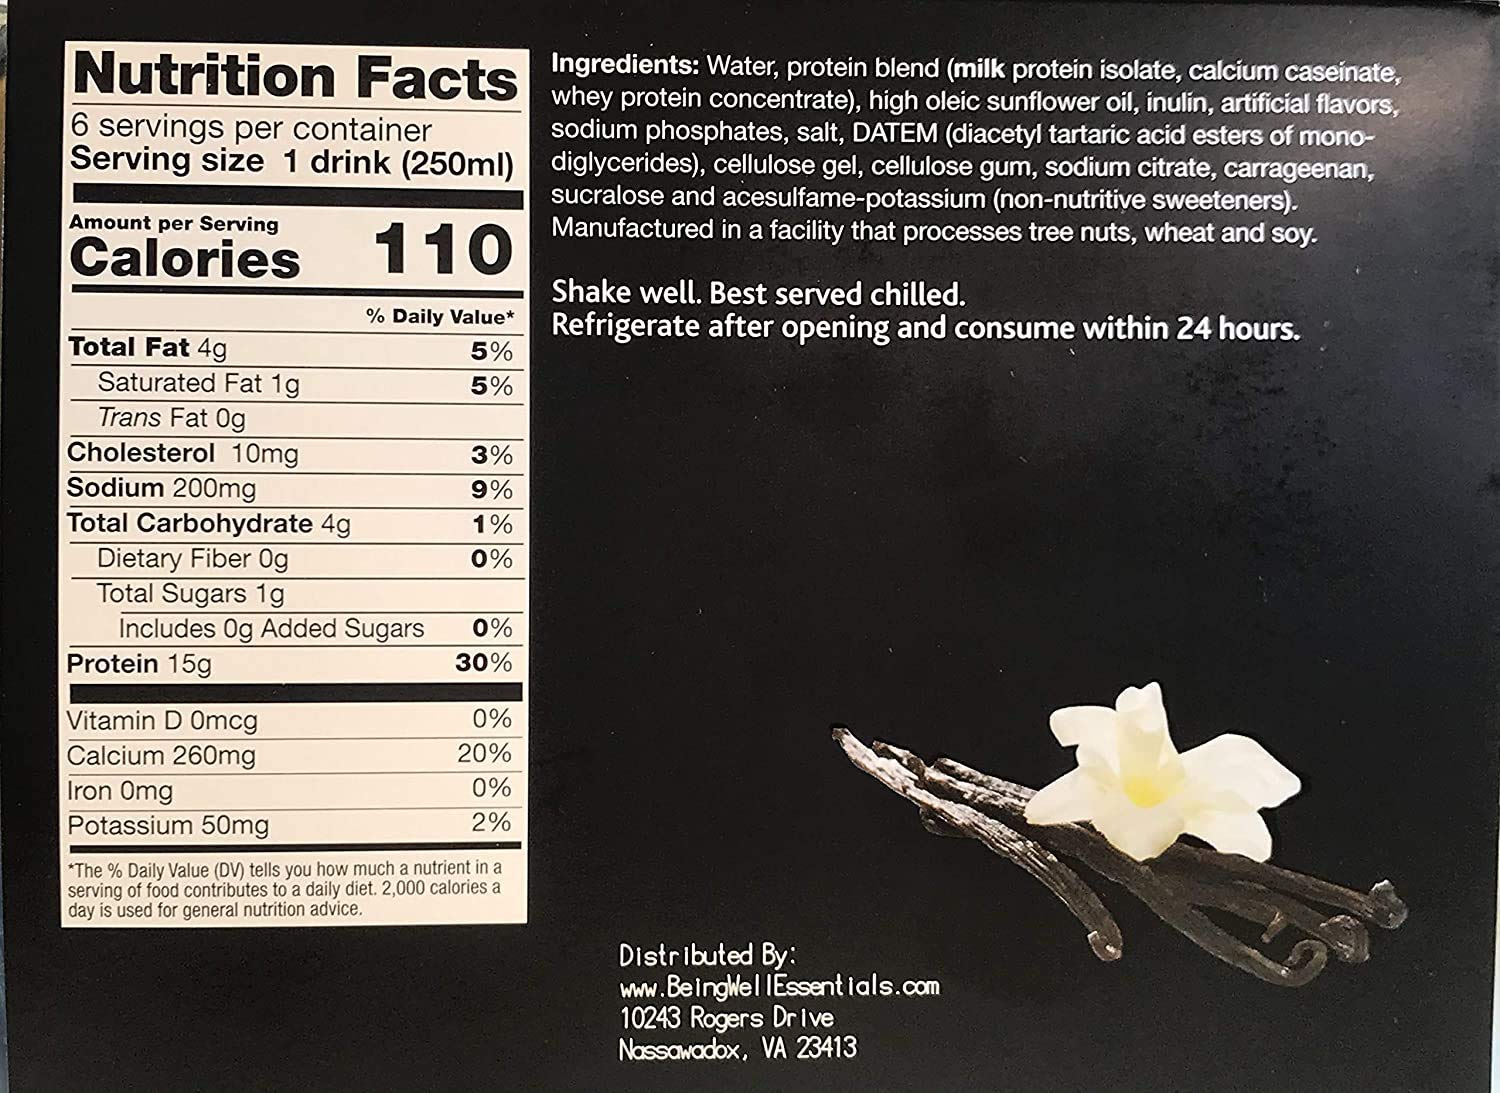 Nutrition Facts
6 servings per container
Serving size 1 drink (250ml)
Amount per Serving
Calories 110
% Daily Value*
Total Fat 4g 5%
Saturated Fat 1g 5%
Trans Fat 0g
Cholesterol 10mg 3%
Sodium 200mg 9%
Total Carbohydrate 4g 1%
Dietary Fiber 0g 0%
Total Sugars 1g
Includes 0g Added Sugars 0%
Protein 15g 30%
Vitamin D 0mcg 0%
Calcium 260mg 20%
Iron 0mg 0%
Potassium 50mg 2%
*The % Daily Value (DV) tells you how much a nutrient in a
serving of food contributes to a daily diet. 2,000 calories a
day is used for general nutrition advice.
Ingredients: Water, protein blend (milk protein isolate, calcium caseinate,
whey protein concentrate), high oleic sunflower oil, inulin, artificial flavors,
sodium phosphates, salt, DATEM (diacetyl tartaric acid esters of mono-
diglycerides), cellulose gel, cellulose gum, sodium citrate, carrageenan,
sucralose and acesulfame-potassium (non-nutritive sweeteners).
Manufactured in a facility that processes tree nuts, wheat and soy.
Shake well. Best served chilled.
Refrigerate after opening and consume within 24 hours.
Distributed By:
www.BeingWellEssentials.com
10243 Rogers Drive
Nassawadox, VA 23413